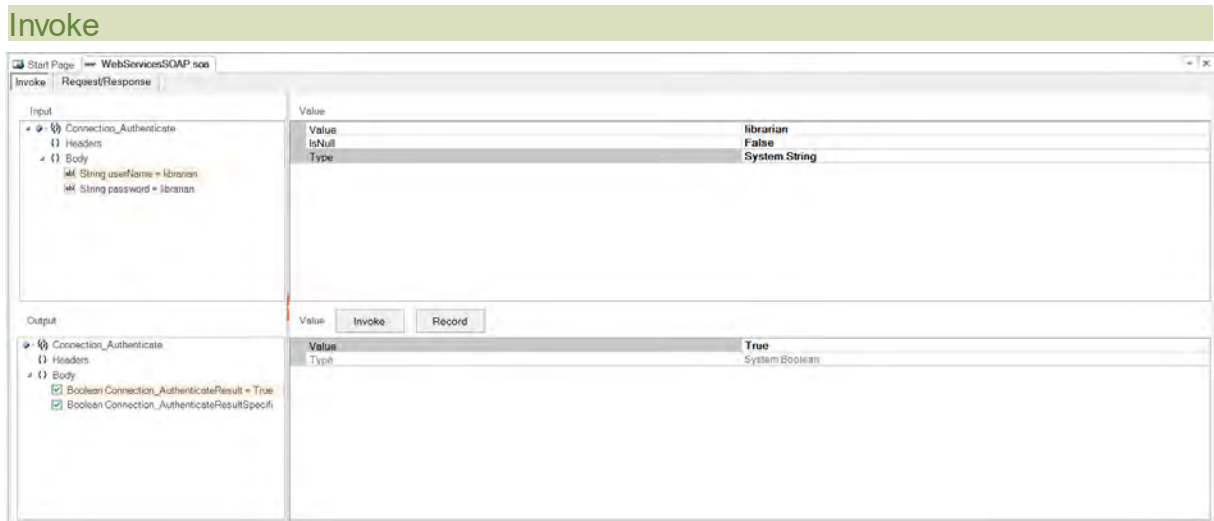 Invoke
Start Page WebServicesSOAP.soa
Invoke Request/Response
Input Value
Connection_Authenticate
{} Headers
{} Body
String userName = librarian
String password = librarian
Value librarian
IsNull False
Type System.String
Output Value Invoke Record
Connection_Authenticate
{} Headers
{} Body
Boolean Connection_AuthenticateResult = True
Boolean Connection_AuthenticateResultSpecifi
Value True
Type System.Boolean